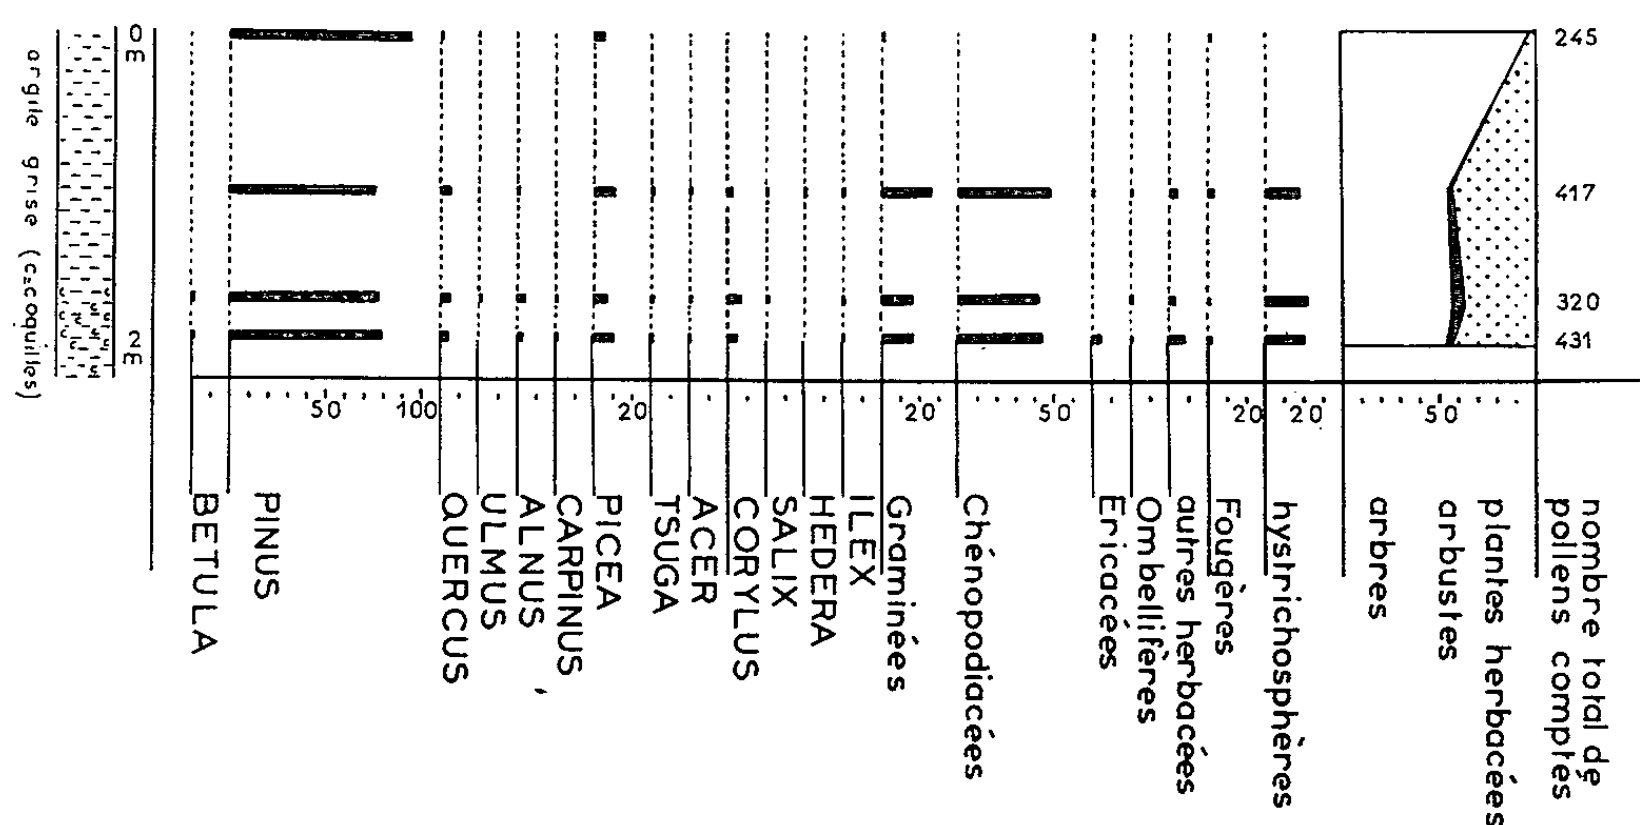 0
m
2
m
argile grise (c=coquilles)
245
417
320
431
50
100
20
20
50
20
20
50
BETULA
PINUS
QUERCUS
ULMUS
ALNUS
CARPINUS
PICEA
TSUGA
ACER
CORYLUS
SALIX
HEDERA
ILEX
Graminées
Chénopodiacées
Ericacées
Ombellifères
autres herbacées
Fougères
hystrichosphères
arbres
arbustes
plantes herbacées
nombre total de
pollens comptés